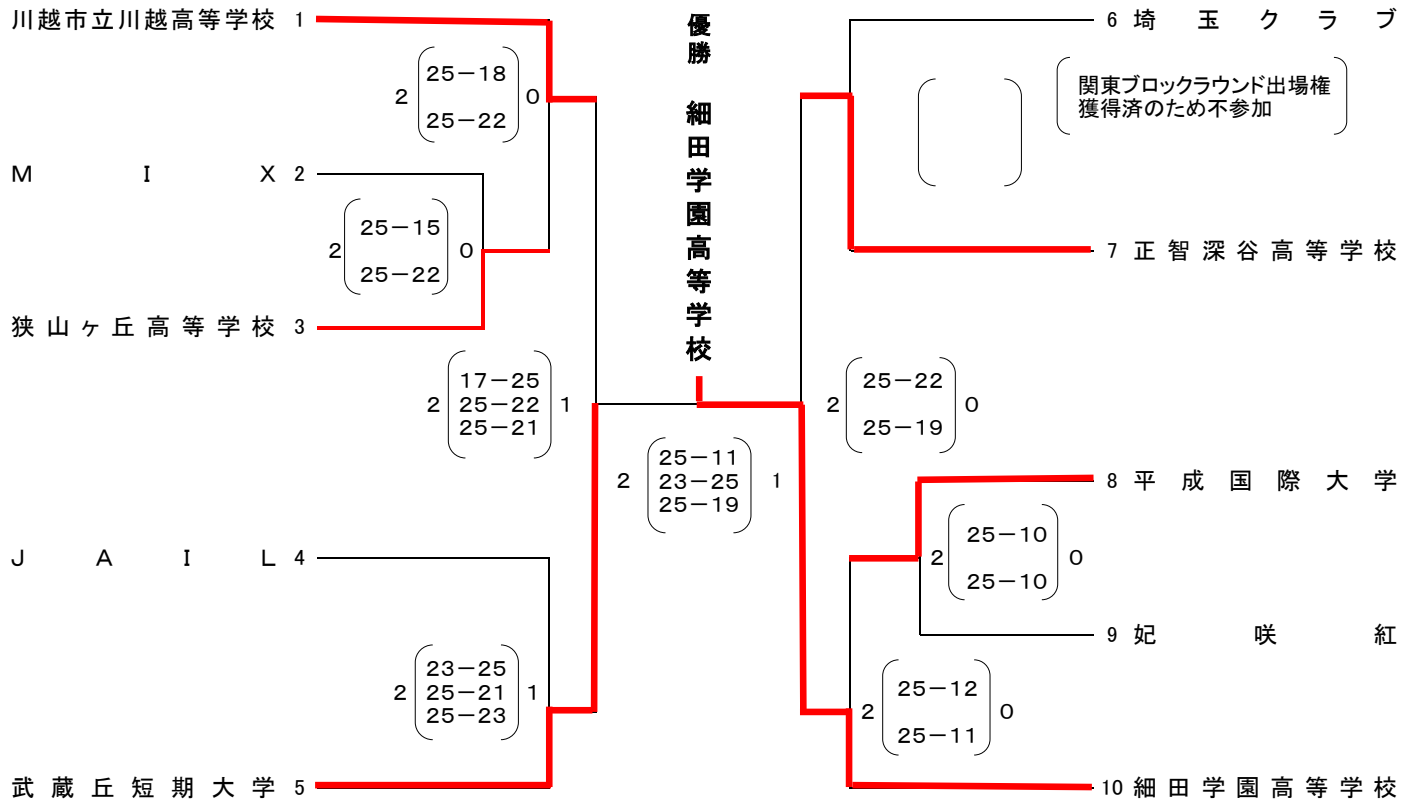 川越市立川越高等学校 1
2 25-18 0
25-22
M I X 2
2 25-15 0
25-22
狭山ヶ丘高等学校 3
17-25
2 25-22 1
25-21
J A I L 4
23-25
2 25-21 1
25-23
武蔵丘短期大学 5
優勝 細田学園高等学校
25-11
2 23-25 1
25-19
6 埼玉クラブ
関東ブロックラウンド出場権
獲得済のため不参加
7 正智深谷高等学校
25-22
2 0
25-19
8 平成国際大学
25-10
2 0
25-10
9 妃咲紅
25-12
2 0
25-11
10 細田学園高等学校